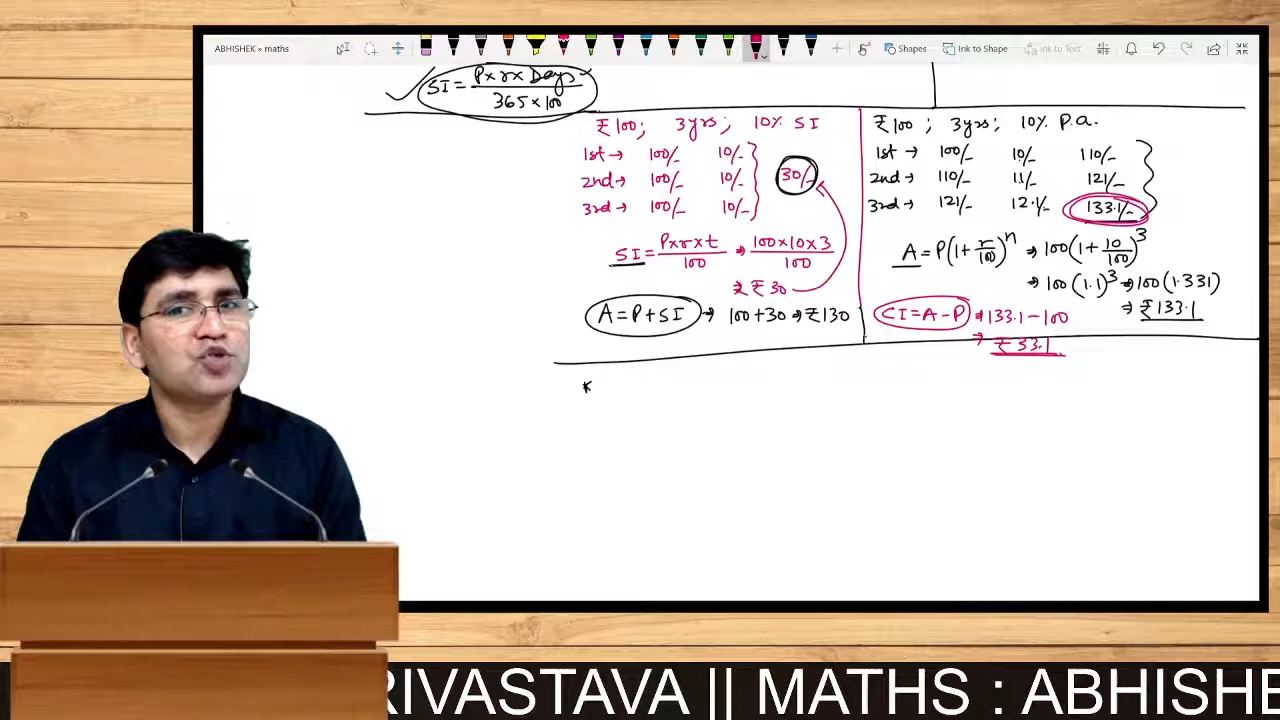 ABHISHEK » maths
Shapes
Ink to Shape
Ink to Text
SI = P×r×Days / 365×100
₹100; 3yrs; 10% SI
1st → 100/- 10/-
2nd → 100/- 10/-
3rd → 100/- 10/-
30/-
SI = P×r×t / 100 → 100×10×3 / 100
₹30
A = P + SI → 100+30 → ₹130
₹100 ; 3yrs; 10% P.a.
1st → 100/- 10/- 110/-
2nd → 110/- 11/- 121/-
3rd → 121/- 12.1/- 133.1/-
A = P(1 + r/100)^n → 100(1 + 10/100)^3
→ 100(1.1)^3 → 100(1.331)
→ ₹133.1
CI = A - P → 133.1 - 100
→ ₹33.1
RIVASTAVA || MATHS : ABHISHE